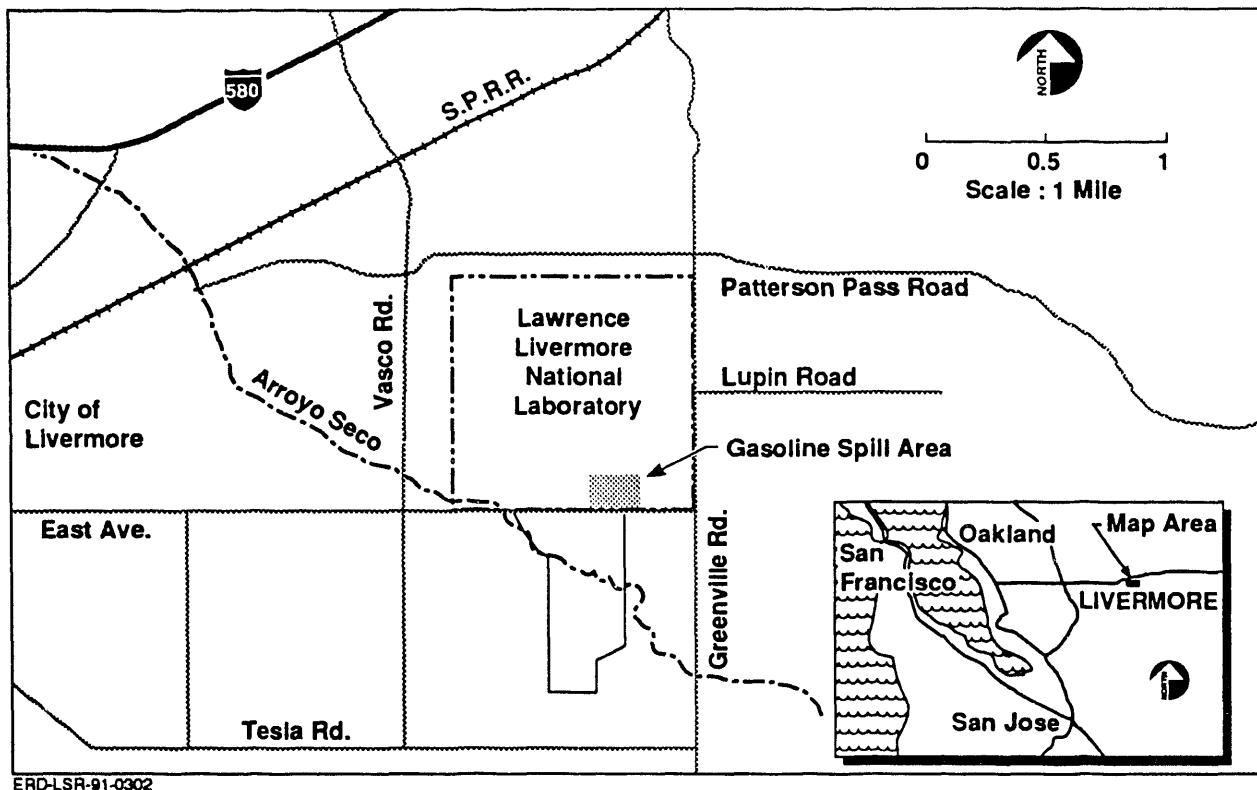 580
S.P.R.R.
NORTH
0 0.5 1
Scale : 1 Mile
Patterson Pass Road
Vasco Rd.
Lawrence
Livermore
National
Laboratory
Lupin Road
Arroyo Seco
City of
Livermore
Gasoline Spill Area
East Ave.
Greenville Rd.
Tesla Rd.
Oakland
Map Area
San
Francisco
LIVERMORE
NORTH
San Jose
ERD-LSR-91-0302